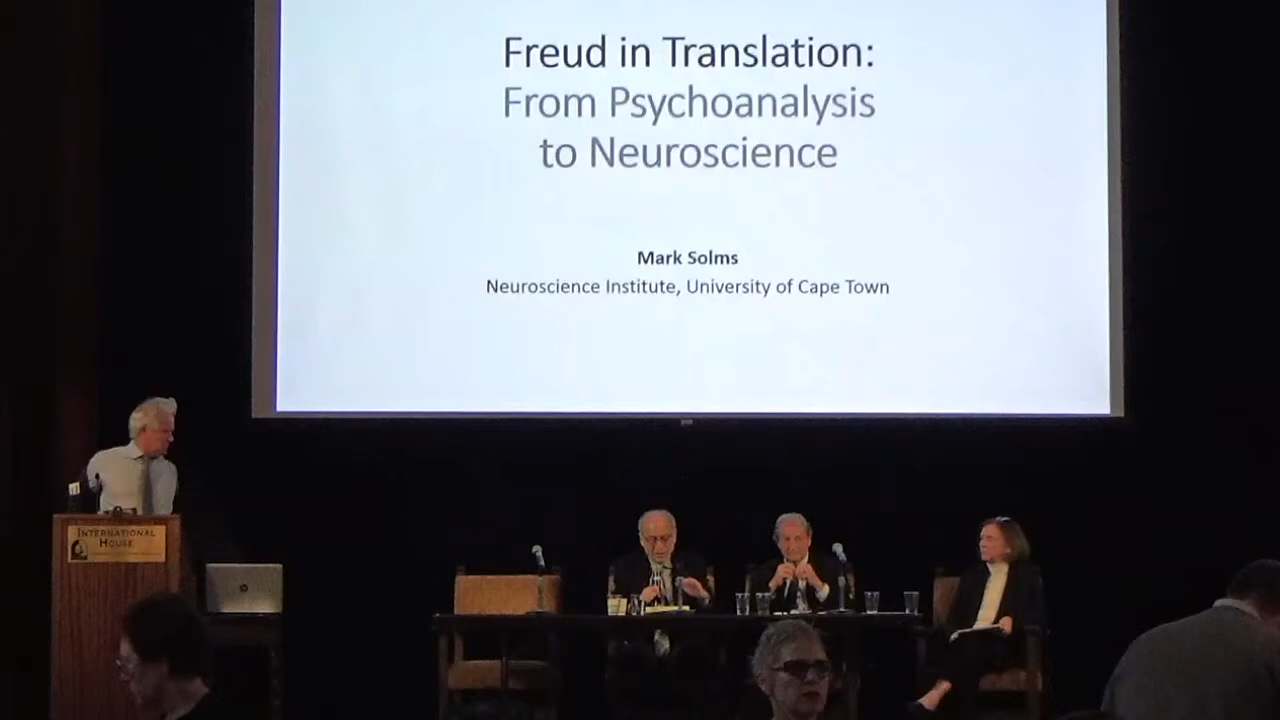 Freud in Translation:
From Psychoanalysis
to Neuroscience
Mark Solms
Neuroscience Institute, University of Cape Town
INTERNATIONAL
HOUSE